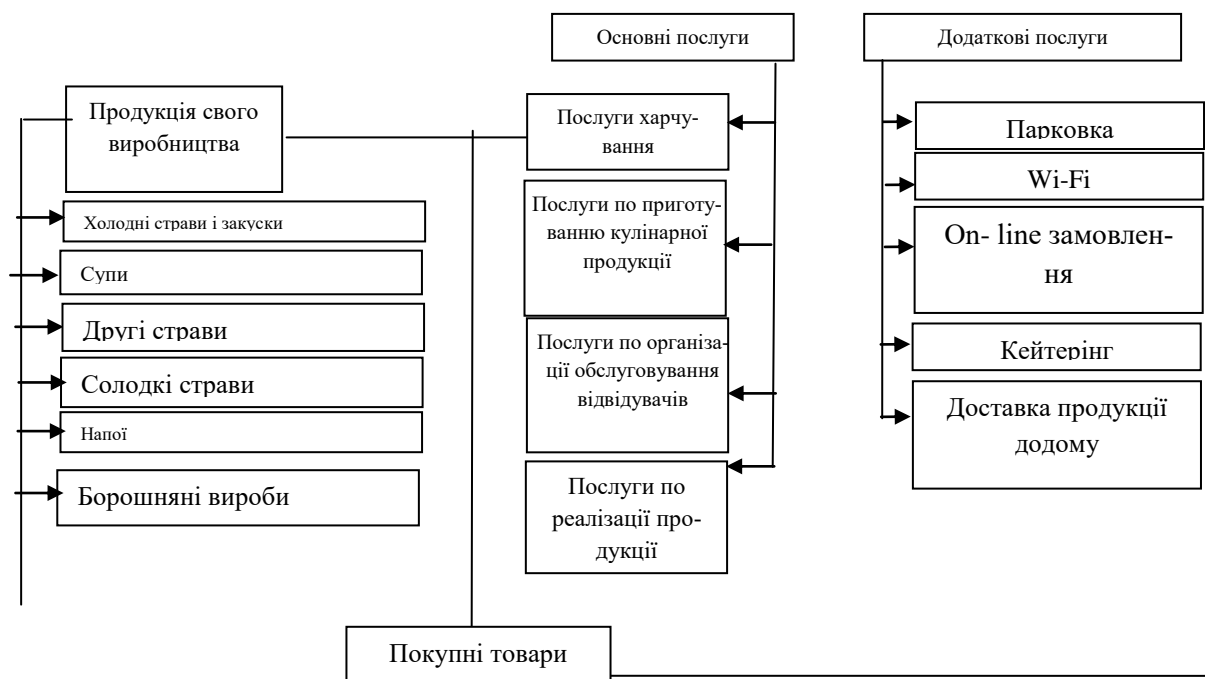 Основні послуги
Додаткові послуги
Продукція свого
виробництва
Холодні страви і закуски
Супи
Другі страви
Солодкі страви
Напої
Борошняні вироби
Послуги харчу-
вання
Послуги по приготу-
ванню кулінарної
продукції
Послуги по організа-
ції обслуговування
відвідувачів
Послуги по
реалізації про-
дукції
Парковка
Wi-Fi
On- line замовлен-
ня
Кейтерінг
Доставка продукції
додому
Покупні товари